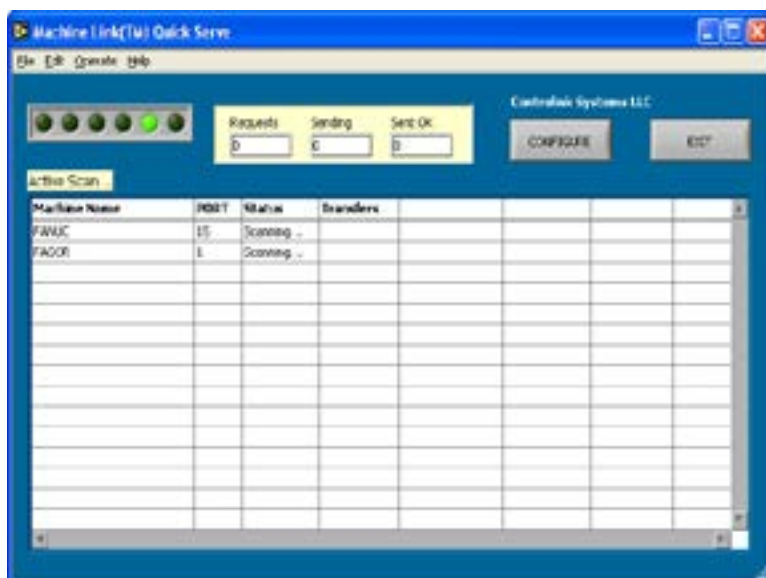 Machine Link(TM) Quick Serve
File Edit Operate Help
Requests Sending Sent OK
0 0 0
Controlink Systems LLC
CONFIGURE EXIT
Active Scan
Machine Name PORT Status Transfers
FANUC 15 Scanning ...
FAGOR 1 Scanning ...